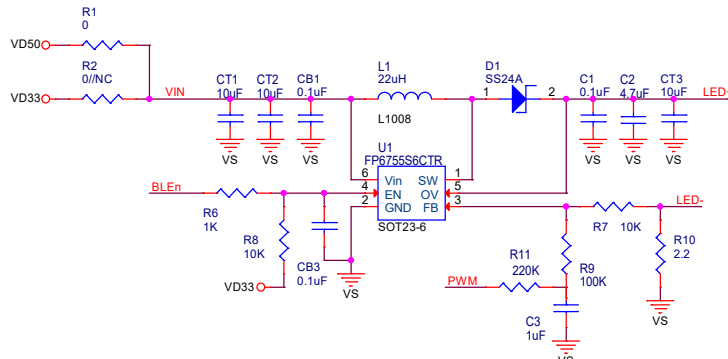 R1
0
VD50
R2
0//NC
VD33
VIN
CT1
10uF
CT2
10uF
CB1
0.1uF
L1
22uH
L1008
D1
SS24A
1
2
C1
0.1uF
C2
4.7uF
CT3
10uF
LED+
VS
VS
VS
VS
VS
VS
U1
FP6755S6CTR
6
Vin
SW
1
4
EN
OV
5
2
GND
FB
3
SOT23-6
BLEn
R6
1K
R8
10K
CB3
0.1uF
VD33
VS
LED-
R7
10K
R10
2.2
R11
220K
R9
100K
PWM
C3
1uF
VS
VS